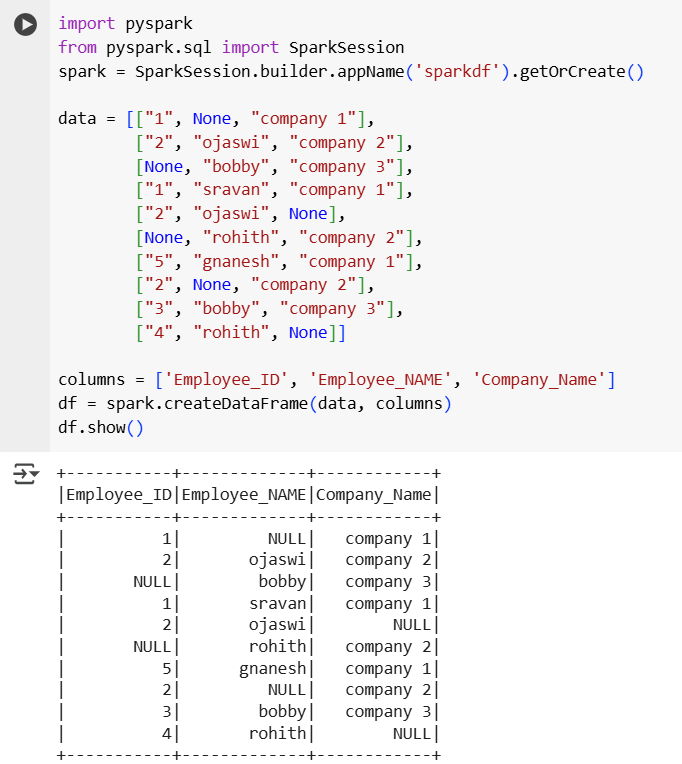 import pyspark
from pyspark.sql import SparkSession
spark = SparkSession.builder.appName('sparkdf').getOrCreate()
data = [["1", None, "company 1"],
["2", "ojaswi", "company 2"],
[None, "bobby", "company 3"],
["1", "sravan", "company 1"],
["2", "ojaswi", None],
[None, "rohith", "company 2"],
["5", "gnanesh", "company 1"],
["2", None, "company 2"],
["3", "bobby", "company 3"],
["4", "rohith", None]]
columns = ['Employee_ID', 'Employee_NAME', 'Company_Name']
df = spark.createDataFrame(data, columns)
df.show()
+-----------+-------------+------------+
|Employee_ID|Employee_NAME|Company_Name|
+-----------+-------------+------------+
|          1|         NULL|   company 1|
|          2|       ojaswi|   company 2|
|       NULL|        bobby|   company 3|
|          1|       sravan|   company 1|
|          2|       ojaswi|        NULL|
|       NULL|       rohith|   company 2|
|          5|      gnanesh|   company 1|
|          2|         NULL|   company 2|
|          3|        bobby|   company 3|
|          4|       rohith|        NULL|
+-----------+-------------+------------+